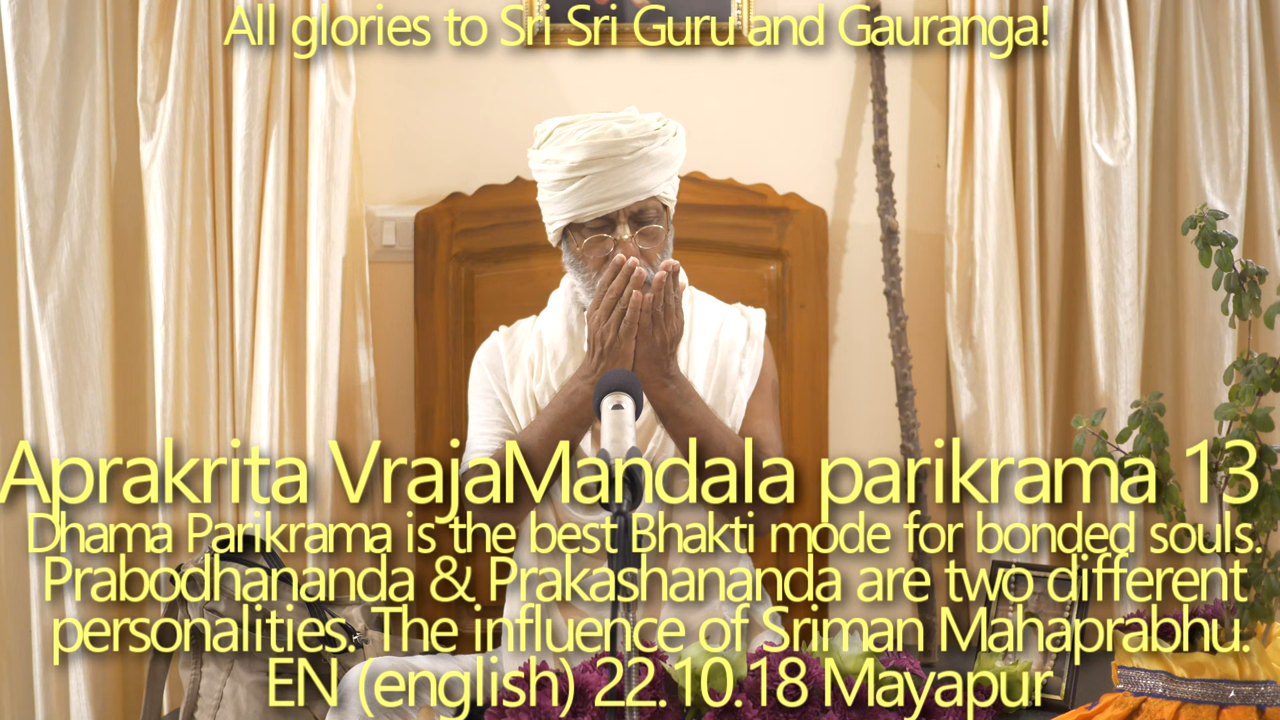 All glories to Sri Sri Guru and Gauranga!
Aprakrita VrajaMandala parikrama 13
Dhama Parikrama is the best Bhakti mode for bonded souls.
Prabodhananda & Prakashananda are two different
personalities. The influence of Sriman Mahaprabhu.
EN (english) 22.10.18 Mayapur